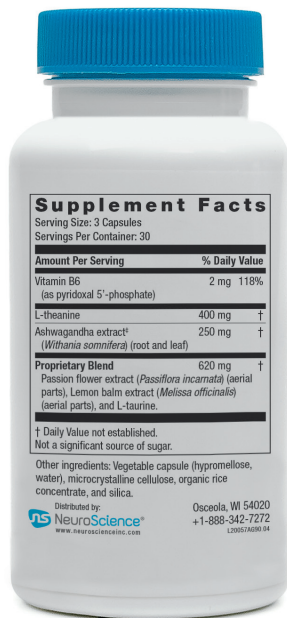 Supplement Facts
Serving Size: 3 Capsules
Servings Per Container: 30
Amount Per Serving % Daily Value
Vitamin B6 2 mg 118%
(as pyridoxal 5'-phosphate)
L-theanine 400 mg †
Ashwagandha extract‡ 250 mg †
(Withania somnifera) (root and leaf)
Proprietary Blend 620 mg †
Passion flower extract (Passiflora incarnata) (aerial
parts), Lemon balm extract (Melissa officinalis)
(aerial parts), and L-taurine.
† Daily Value not established.
Not a significant source of sugar.
Other ingredients: Vegetable capsule (hypromellose,
water), microcrystalline cellulose, organic rice
concentrate, and silica.
Distributed by:
ns NeuroScience®
www.neuroscienceinc.com
Osceola, WI 54020
+1-888-342-7272
L20057AG90.04